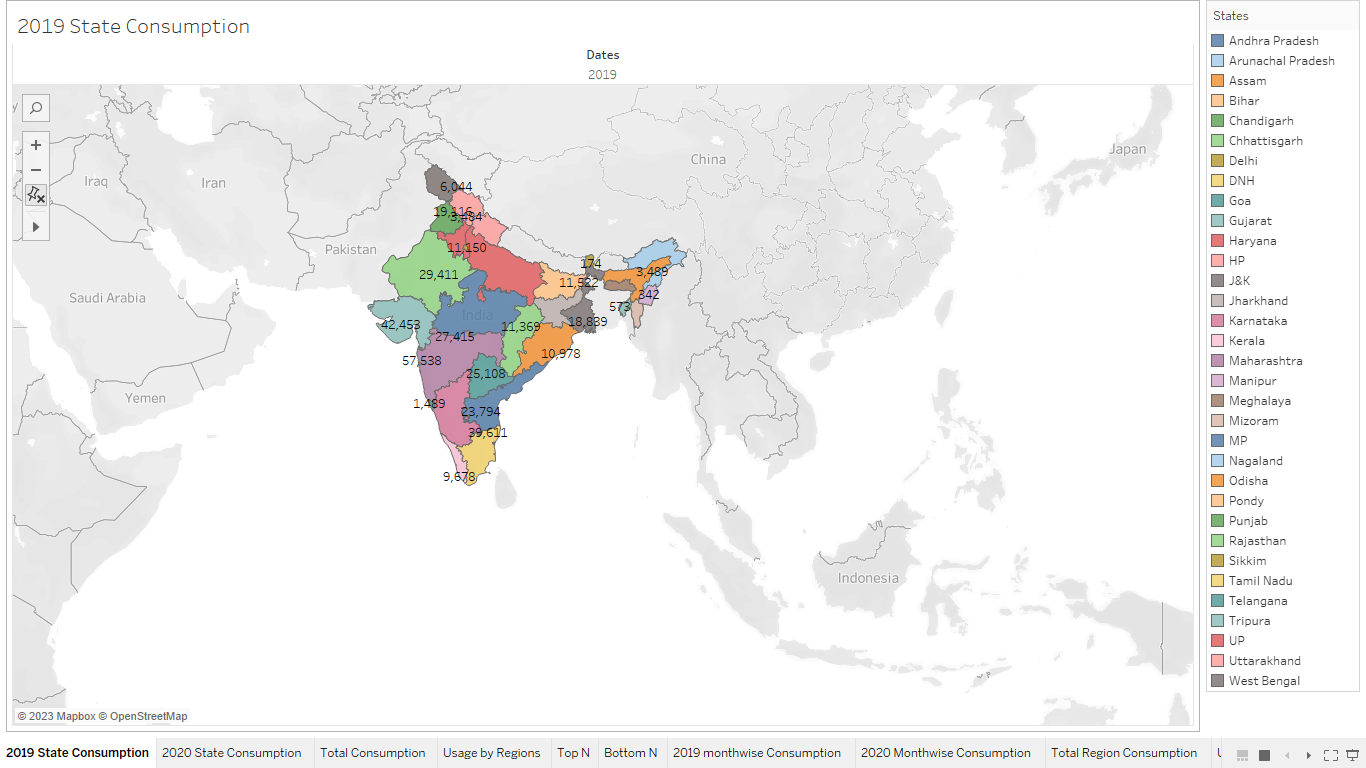 2019 State Consumption
Dates
2019
States
Andhra Pradesh
Arunachal Pradesh
Assam
Bihar
Chandigarh
Chhattisgarh
Delhi
DNH
Goa
Gujarat
Haryana
HP
J&K
Jharkhand
Karnataka
Kerala
Maharashtra
Manipur
Meghalaya
Mizoram
MP
Nagaland
Odisha
Pondy
Punjab
Rajasthan
Sikkim
Tamil Nadu
Telangana
Tripura
UP
Uttarakhand
West Bengal
Japan
China
Iraq
Iran
6,044
19,116
Pakistan
11,150
174
29,411
3,489
11,522
342
Saudi Arabia
573
India
18,839
42,453
11,369
27,415
10,978
57,538
25,108
Yemen
1,489
23,794
39,611
9,678
Indonesia
© 2023 Mapbox © OpenStreetMap
2019 State Consumption
2020 State Consumption
Total Consumption
Usage by Regions
Top N
Bottom N
2019 monthwise Consumption
2020 Monthwise Consumption
Total Region Consumption